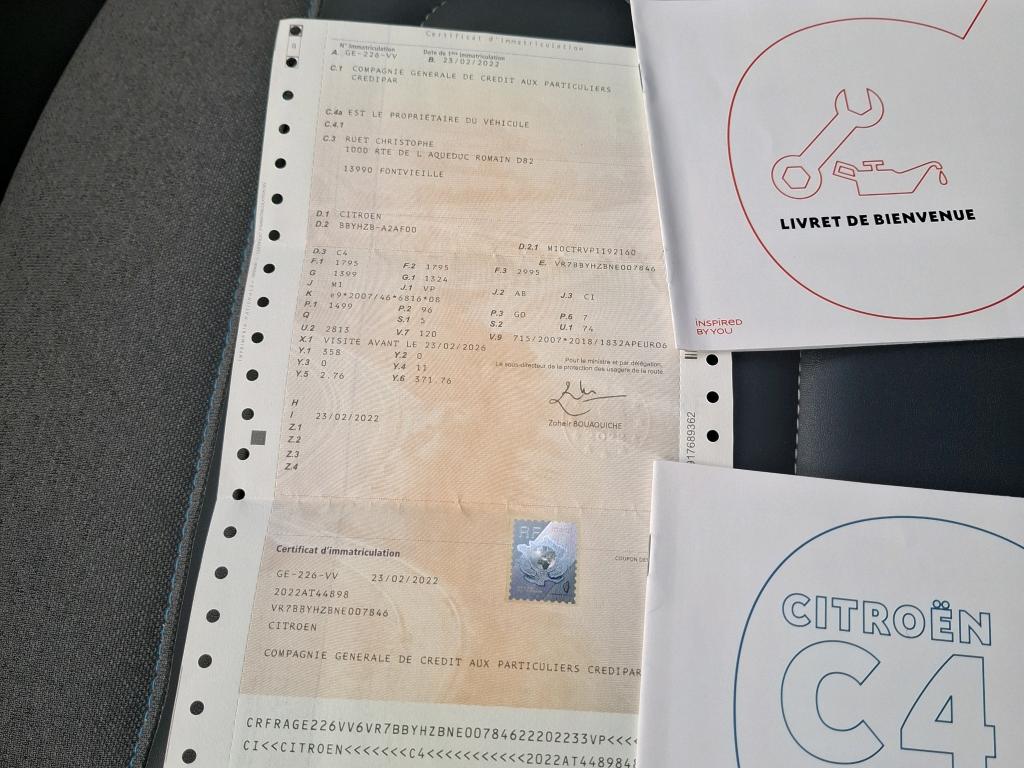 Certificat d'immatriculation
N° Immatriculation Date de 1ère immatriculation
A. GE-226-VV B. 23/02/2022
C.1 COMPAGNIE GENERALE DE CREDIT AUX PARTICULIERS
CREDIPAR
C.4a EST LE PROPRIÉTAIRE DU VÉHICULE
C.4.1
C.3 RUET CHRISTOPHE
1000 RTE DE L AQUEDUC ROMAIN D82
13990 FONTVIEILLE
D.1 CITROEN
D.2 BBYHZB-A2AF00
D.2.1 M10CTRVP1192160
D.3 C4 E. VR7BBYHZBNE007846
F.1 1795 F.2 1795 F.3 2995
G 1399 G.1 1324
J M1 J.1 VP J.2 AB J.3 CI
K e9*2007/46*6816*08
P.1 1499 P.2 96 P.3 GO P.6 7
Q S.1 5 S.2 U.1 74
U.2 2813 V.7 120 V.9 715/2007*2018/1832APEURO6
X.1 VISITE AVANT LE 23/02/2026
Y.1 358 Y.2 0
Y.3 0 Y.4 11
Y.5 2.76 Y.6 371.76
Pour le ministre et par délégation,
Le sous-directeur de la protection des usagers de la route
Zoheir BOUAOUICHE
H
I 23/02/2022
Z.1
Z.2
Z.3
Z.4
917689362
Certificat d'immatriculation
COUPON DE
GE-226-VV 23/02/2022
2022AT44898
VR7BBYHZBNE007846
CITROEN
COMPAGNIE GENERALE DE CREDIT AUX PARTICULIERS CREDIPAR
CRFRAGE226VV6VR7BBYHZBNE00784622202233VP<<<<
CI<<CITROEN<<<<<<<C4<<<<<<<<<<<2022AT448984
LIVRET DE BIENVENUE
INSPIRED
BY YOU
CITROËN
C4